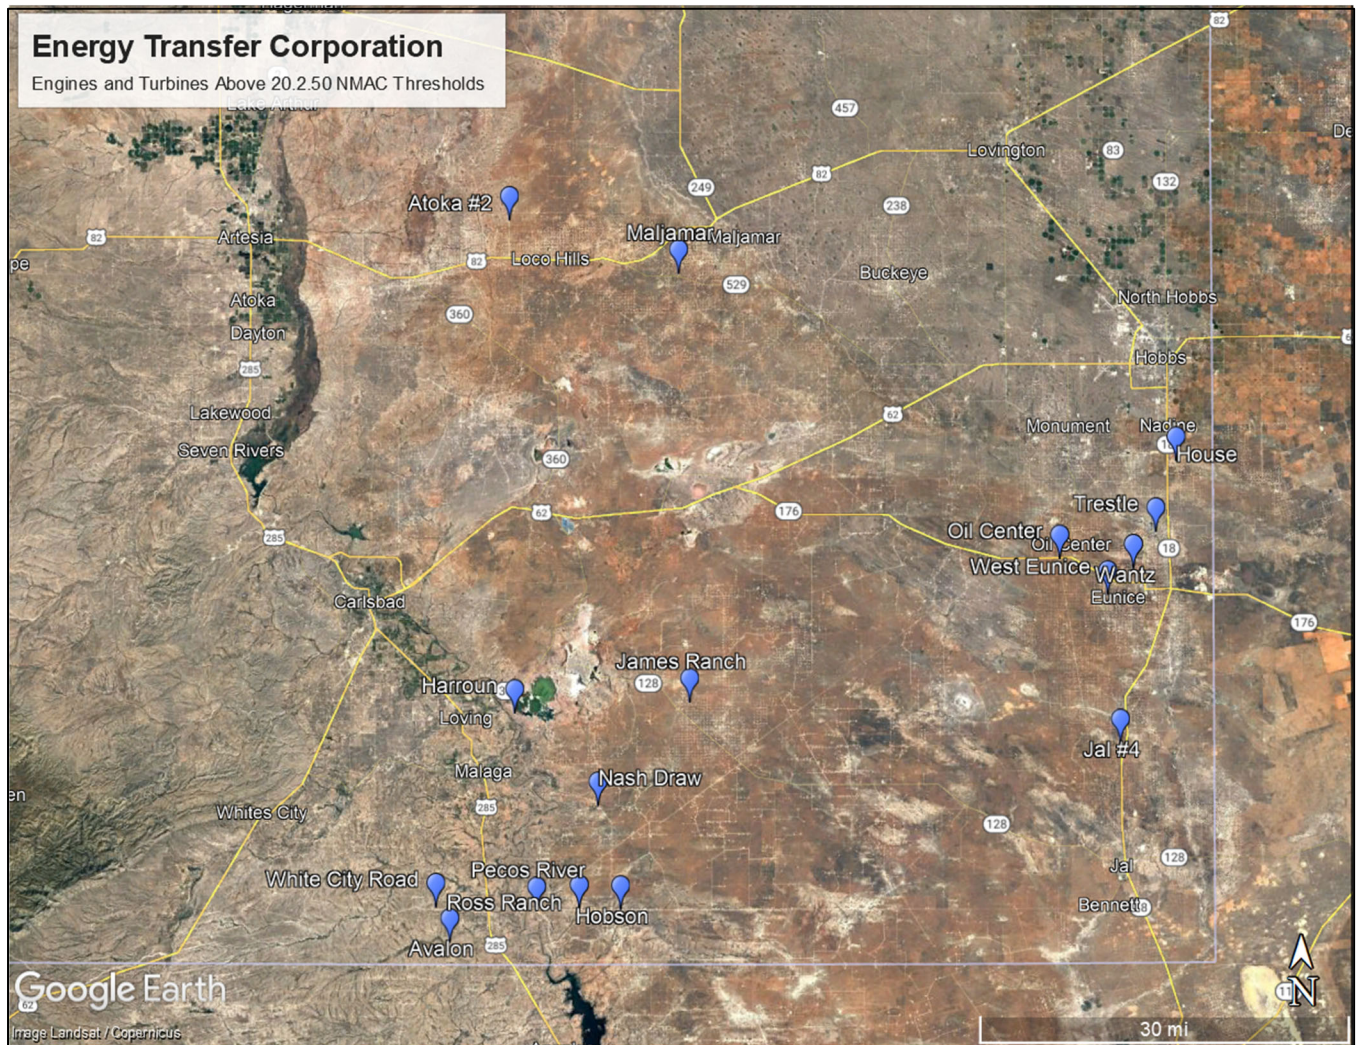 Energy Transfer Corporation
Engines and Turbines Above 20.2.50 NMAC Thresholds
Lake Arthur
82
De
457
Lovington
83
82
132
249
238
Atoka #2
Artesia
82
Maljamar
Maljamar
82
Loco Hills
pe
Buckeye
529
Atoka
North Hobbs
360
Dayton
Hobbs
285
Lakewood
62
Monument
Nadine
Seven Rivers
360
House
Trestle
62
176
285
Oil Center
Oil Center
18
West Eunice
Wantz
Eunice
Carlsbad
176
James Ranch
Harroun
128
Loving
Jal #4
Malaga
Nash Draw
en
285
Whites City
128
Jal
128
Pecos River
White City Road
Ross Ranch
Hobson
Bennett
Avalon
285
Google Earth
62
N
Image Landsat / Copernicus
30 mi